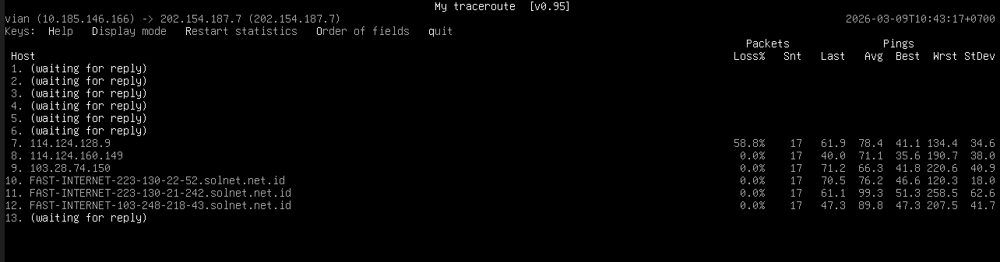 My traceroute  [v0.95]
vian (10.185.146.166) -> 202.154.187.7 (202.154.187.7)                2026-03-09T10:43:17+0700
Keys:  Help   Display mode   Restart statistics   Order of fields   quit
Packets               Pings
Host                Loss%   Snt   Last   Avg  Best  Wrst StDev
1. (waiting for reply)
2. (waiting for reply)
3. (waiting for reply)
4. (waiting for reply)
5. (waiting for reply)
6. (waiting for reply)
7. 114.124.128.9                58.8%    17   61.9  78.4  41.1 134.4  34.6
8. 114.124.160.149                0.0%    17   40.0  71.1  35.6 190.7  38.0
9. 103.28.74.150                0.0%    17   71.2  66.3  41.8 220.6  40.9
10. FAST-INTERNET-223-130-22-52.solnet.net.id                0.0%    17   70.5  76.2  46.6 120.3  18.0
11. FAST-INTERNET-223-130-21-242.solnet.net.id                0.0%    17   61.1  99.3  51.3 258.5  62.6
12. FAST-INTERNET-103-248-218-43.solnet.net.id                0.0%    17   47.3  89.8  47.3 207.5  41.7
13. (waiting for reply)